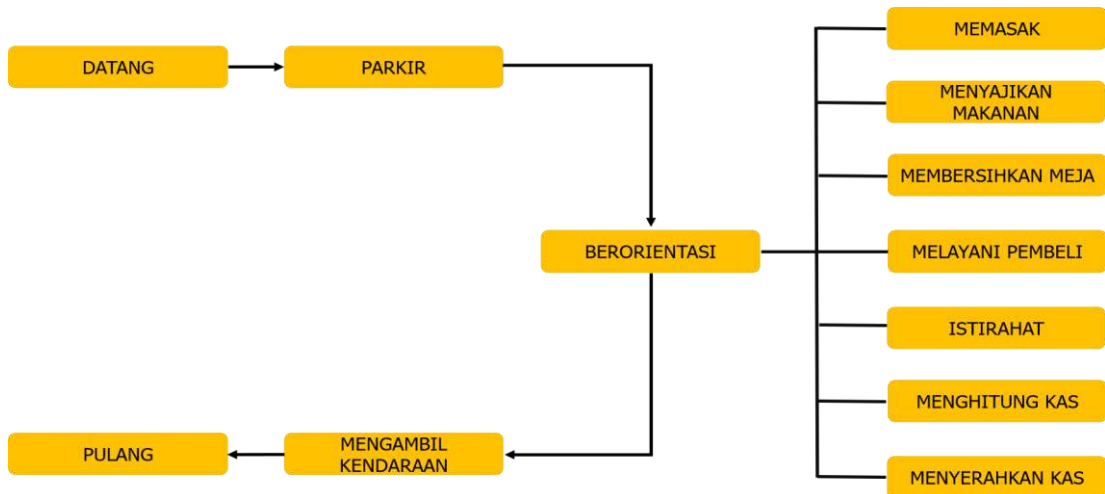 DATANG
PARKIR
BERORIENTASI
MEMASAK
MENYAJIKAN
MAKANAN
MEMBERSIHKAN MEJA
MELAYANI PEMBELI
ISTIRAHAT
MENGHITUNG KAS
MENYERAHKAN KAS
MENGAMBIL
KENDARAAN
PULANG